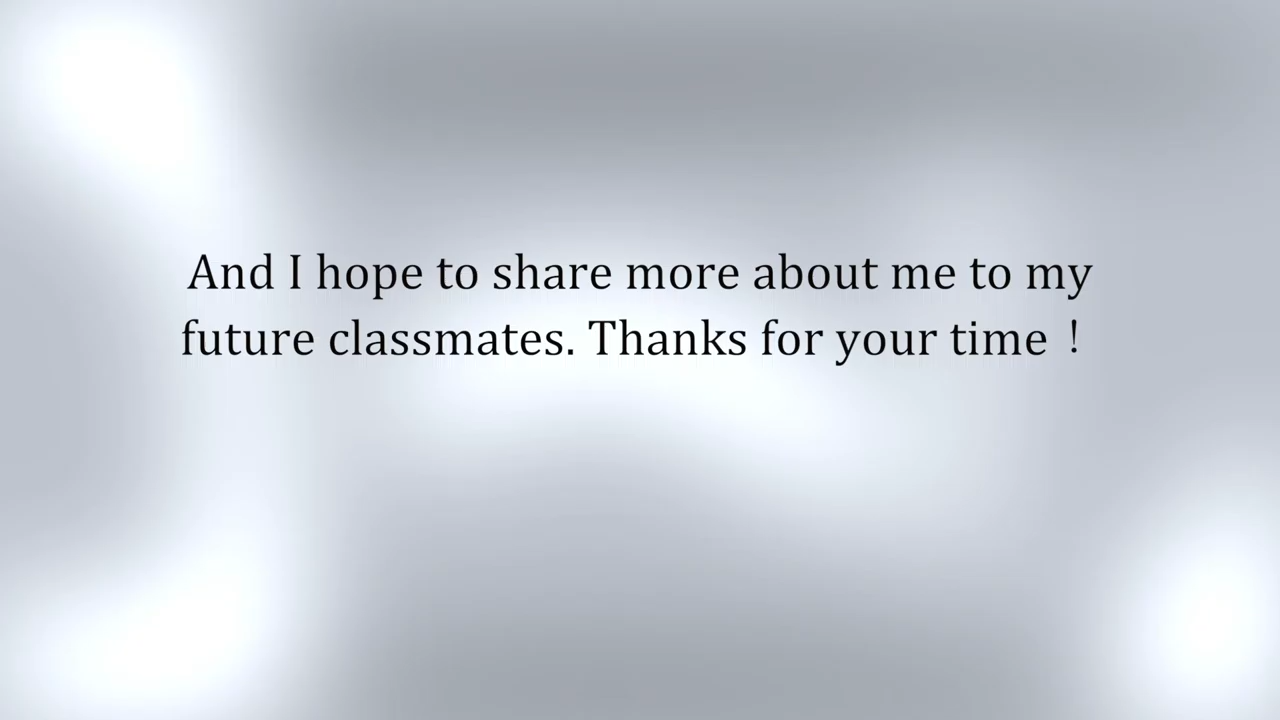 And I hope to share more about me to my
future classmates. Thanks for your time！